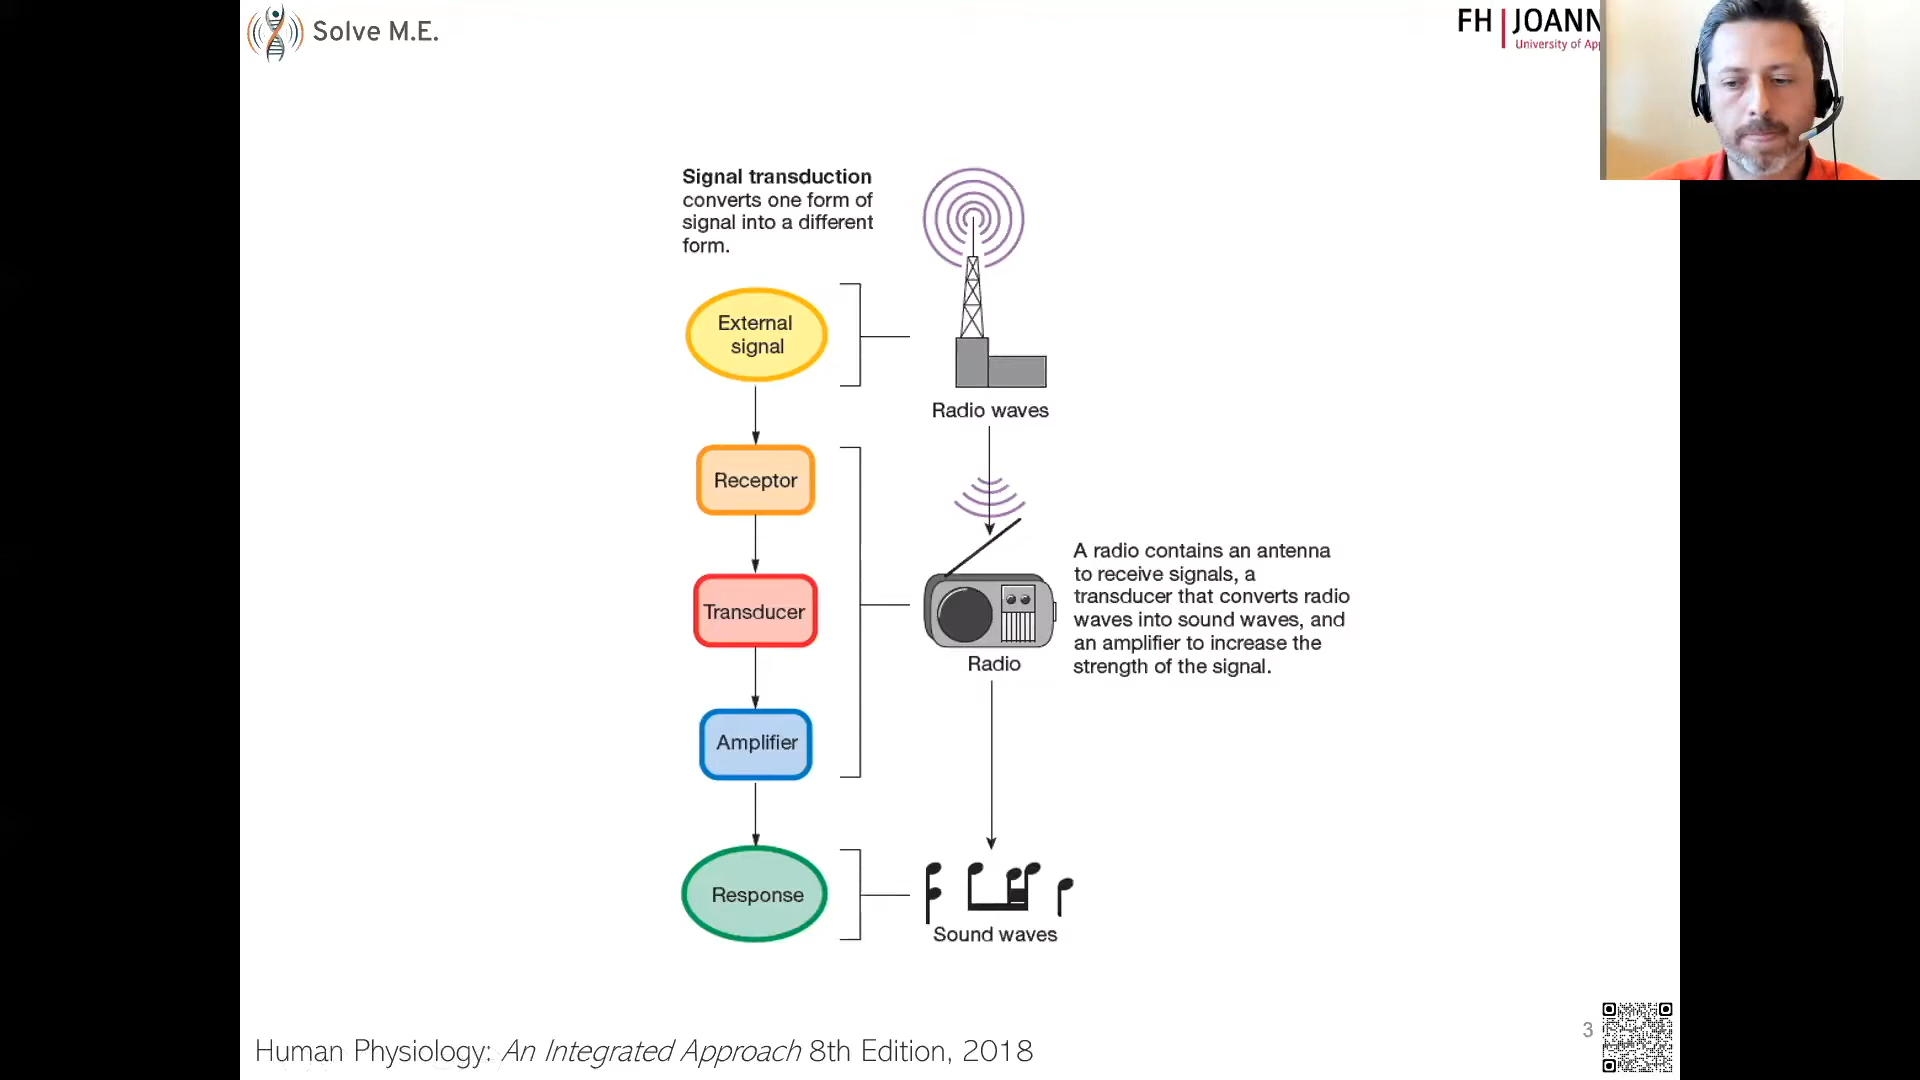 Solve M.E.
FH | JOANN
University of Ap
Signal transduction
converts one form of
signal into a different
form.
External
signal
Radio waves
Receptor
Transducer
A radio contains an antenna
to receive signals, a
transducer that converts radio
waves into sound waves, and
an amplifier to increase the
strength of the signal.
Radio
Amplifier
Response
Sound waves
3
Human Physiology: An Integrated Approach 8th Edition, 2018